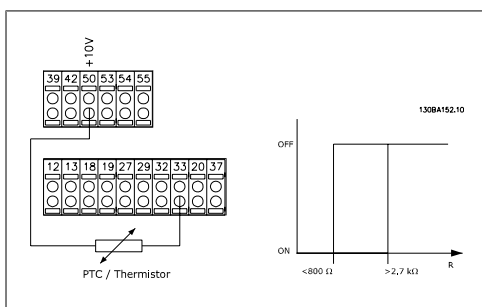 +10V
39 42 50 53 54 55
130BA152.10
OFF
12 13 18 19 27 29 32 33 20 37
ON
R
<800 Ω >2,7 kΩ
PTC / Thermistor